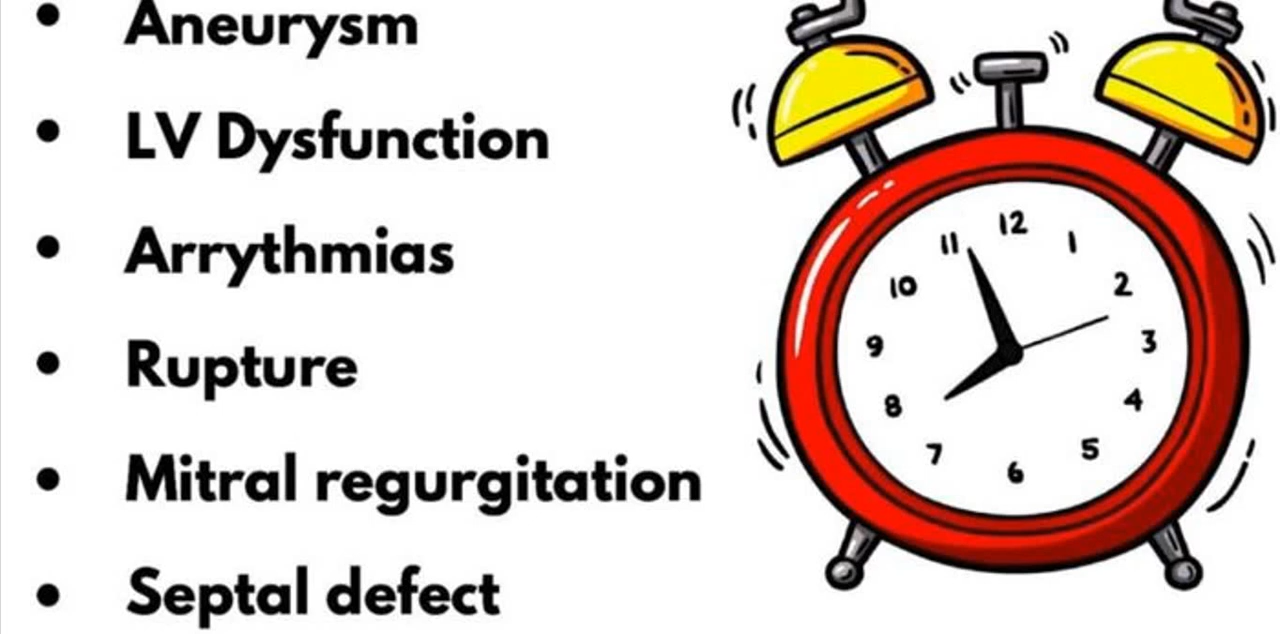 • Aneurysm
• LV Dysfunction
• Arrythmias
• Rupture
• Mitral regurgitation
• Septal defect
12
11
1
10
2
9
3
8
4
7
5
6